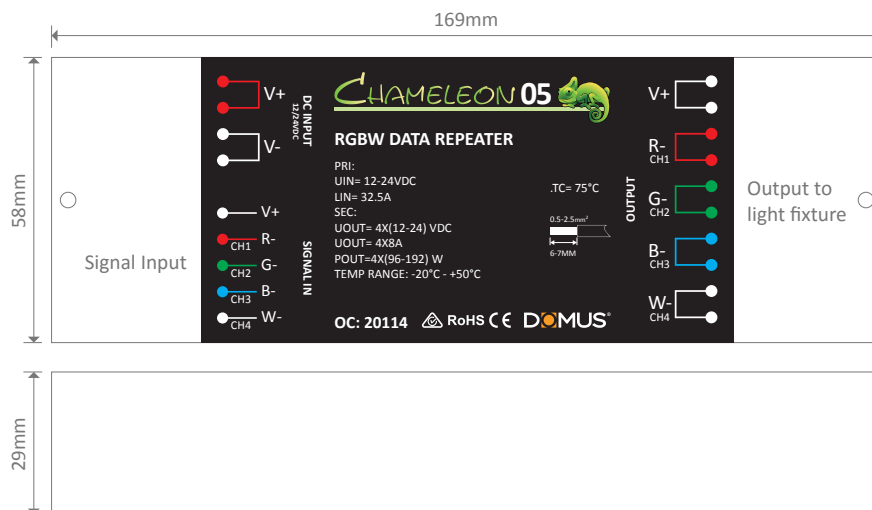 169mm
58mm
Signal Input
V+
V-
DC INPUT
12/24VDC
V+
R-
CH1
G-
CH2
B-
CH3
W-
CH4
SIGNAL IN
CHAMELEON 05
RGBW DATA REPEATER
PRI:
UIN= 12-24VDC
LIN= 32.5A
SEC:
UOUT= 4X(12-24) VDC
UOUT= 4X8A
POUT=4X(96-192) W
TEMP RANGE: -20°C - +50°C
.TC= 75°C
0.5-2.5mm²
6-7MM
OC: 20114 RoHS CE DOMUS®
OUTPUT
V+
R-
CH1
G-
CH2
B-
CH3
W-
CH4
Output to
light fixture
29mm